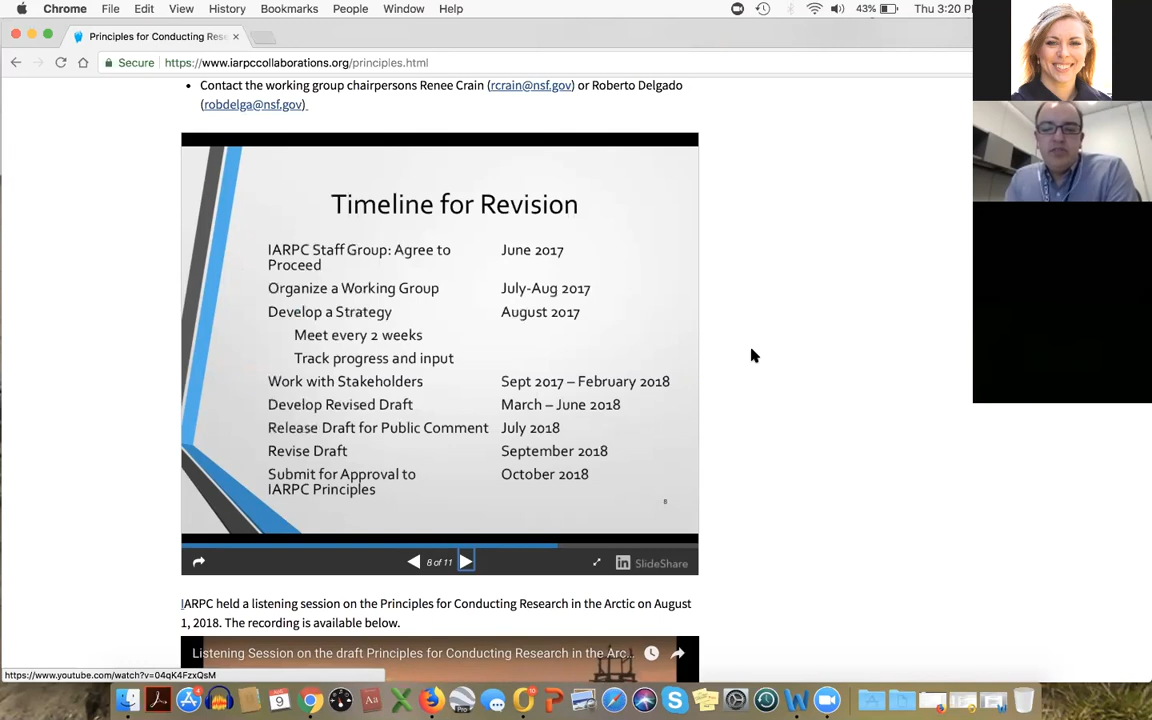 Chrome File Edit View History Bookmarks People Window Help 43% Thu 3:20 P
Principles for Conducting Res
Secure https://www.iarpccollaborations.org/principles.html
• Contact the working group chairpersons Renee Crain (rcrain@nsf.gov) or Roberto Delgado
(robdelga@nsf.gov)
Timeline for Revision
IARPC Staff Group: Agree to June 2017
Proceed
Organize a Working Group July-Aug 2017
Develop a Strategy August 2017
Meet every 2 weeks
Track progress and input
Work with Stakeholders Sept 2017 – February 2018
Develop Revised Draft March – June 2018
Release Draft for Public Comment July 2018
Revise Draft September 2018
Submit for Approval to October 2018
IARPC Principles
8
8 of 11 in SlideShare
IARPC held a listening session on the Principles for Conducting Research in the Arctic on August
1, 2018. The recording is available below.
Listening Session on the draft Principles for Conducting Research in the Arc...
https://www.youtube.com/watch?v=04qK4FzxQsM